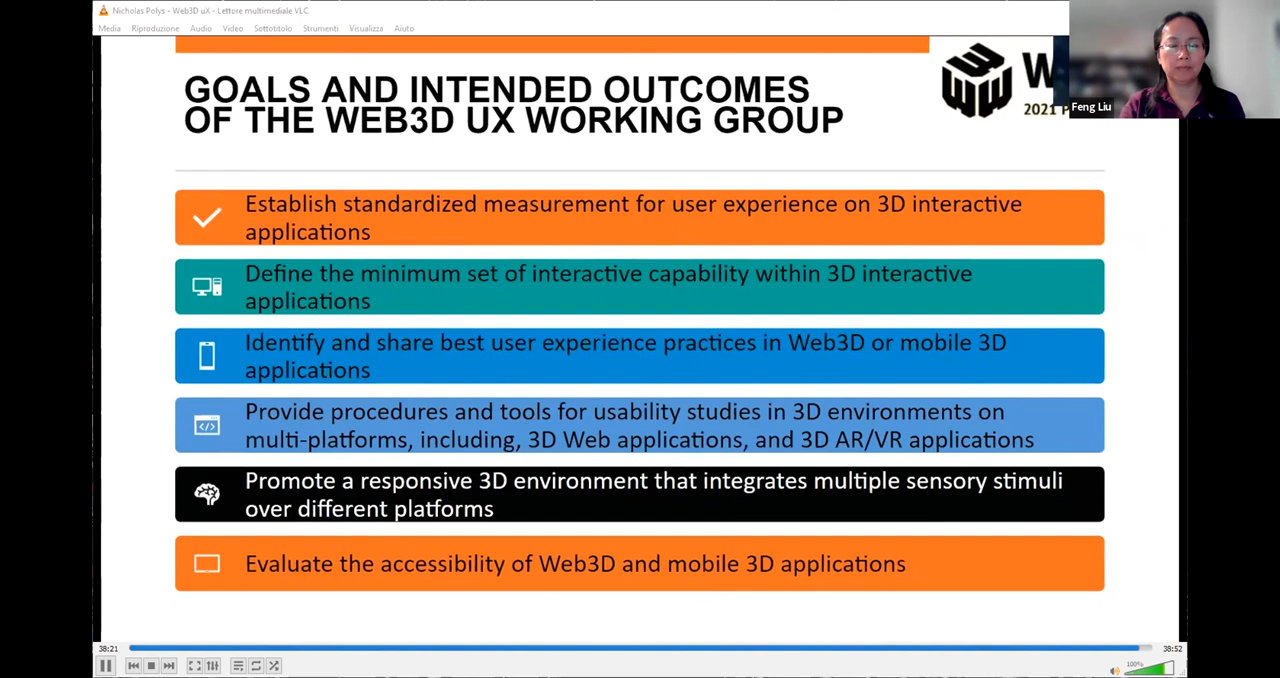 Nicholas Polys - Web3D uX - Lettore multimediale VLC
Media Riproduzione Audio Video Sottotitolo Strumenti Visualizza Aiuto
GOALS AND INTENDED OUTCOMES
OF THE WEB3D UX WORKING GROUP
W
2021
Feng Liu
Establish standardized measurement for user experience on 3D interactive
applications
Define the minimum set of interactive capability within 3D interactive
applications
Identify and share best user experience practices in Web3D or mobile 3D
applications
Provide procedures and tools for usability studies in 3D environments on
multi-platforms, including, 3D Web applications, and 3D AR/VR applications
Promote a responsive 3D environment that integrates multiple sensory stimuli
over different platforms
Evaluate the accessibility of Web3D and mobile 3D applications
38:21
38:52
100%